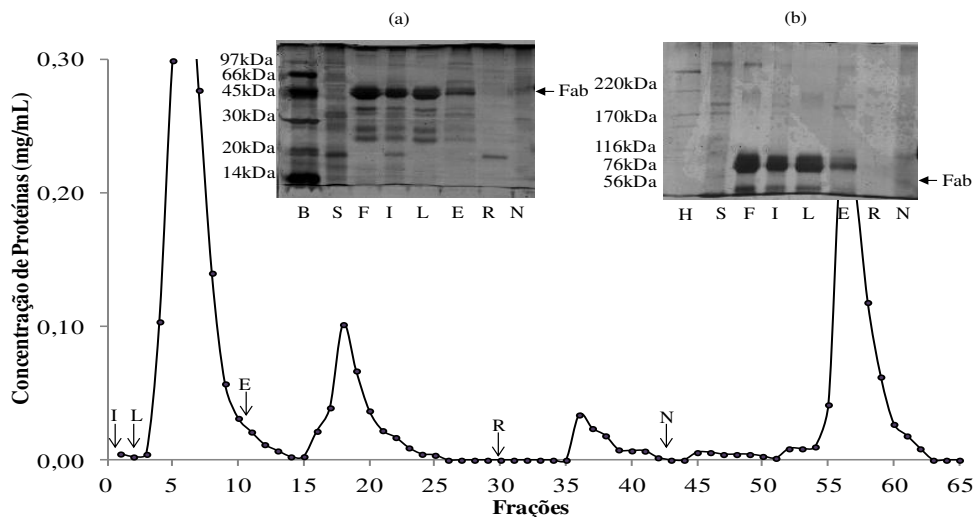 (a)
(b)
0,30
0,20
0,10
0,00
Concentração de Proteínas (mg/mL)
97kDa
66kDa
45kDa
30kDa
20kDa
14kDa
Fab
B S F I L E R N
220kDa
170kDa
116kDa
76kDa
56kDa
Fab
H S F I L E R N
I L E R N
0 5 10 15 20 25 30 35 40 45 50 55 60 65
Frações